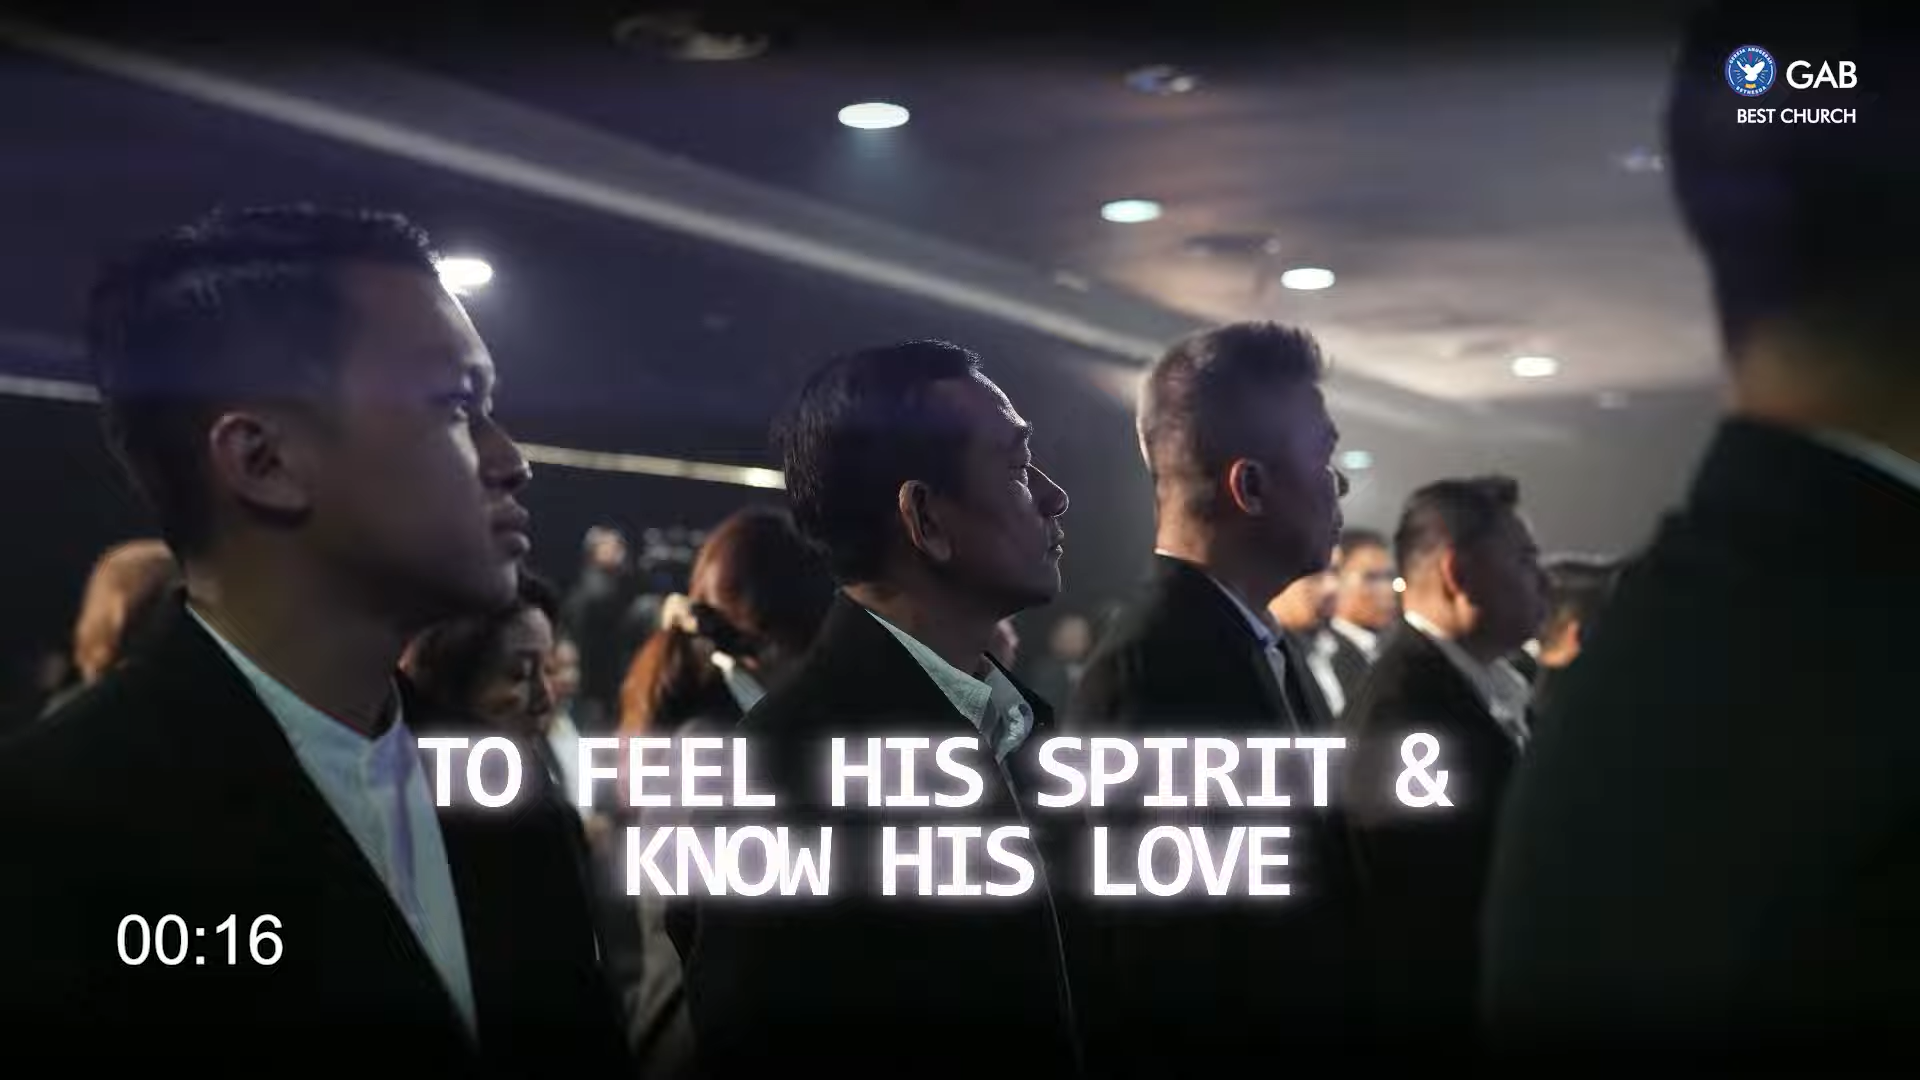 GAB
BEST CHURCH
TO FEEL HIS SPIRIT &
KNOW HIS LOVE
00:16